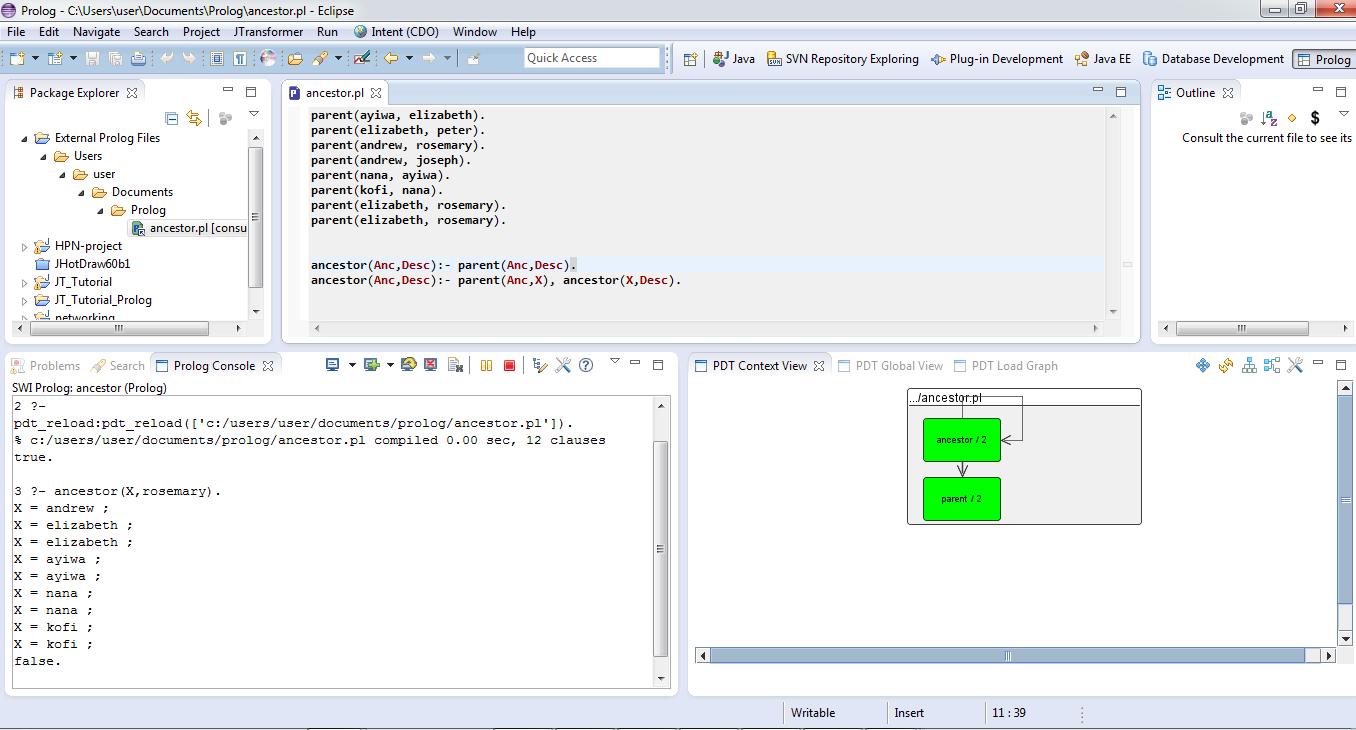 Prolog - C:\Users\user\Documents\Prolog\ancestor.pl - Eclipse
File Edit Navigate Search Project JTransformer Run Intent (CDO) Window Help
Quick Access
Java SVN Repository Exploring Plug-in Development Java EE Database Development Prolog
Package Explorer
External Prolog Files
Users
user
Documents
Prolog
ancestor.pl [consu
HPN-project
JHotDraw60b1
JT_Tutorial
JT_Tutorial_Prolog
networking
ancestor.pl
parent(ayiwa, elizabeth).
parent(elizabeth, peter).
parent(andrew, rosemary).
parent(andrew, joseph).
parent(nana, ayiwa).
parent(kofi, nana).
parent(elizabeth, rosemary).
parent(elizabeth, rosemary).
ancestor(Anc,Desc):- parent(Anc,Desc).
ancestor(Anc,Desc):- parent(Anc,X), ancestor(X,Desc).
Outline
Consult the current file to see its
Problems Search Prolog Console
SWI Prolog: ancestor (Prolog)
2 ?-
pdt_reload:pdt_reload(['c:/users/user/documents/prolog/ancestor.pl']).
% c:/users/user/documents/prolog/ancestor.pl compiled 0.00 sec, 12 clauses
true.
3 ?- ancestor(X,rosemary).
X = andrew ;
X = elizabeth ;
X = elizabeth ;
X = ayiwa ;
X = ayiwa ;
X = nana ;
X = nana ;
X = kofi ;
X = kofi ;
false.
PDT Context View PDT Global View PDT Load Graph
.../ancestor.pl
ancestor / 2
parent / 2
Writable Insert 11 : 39